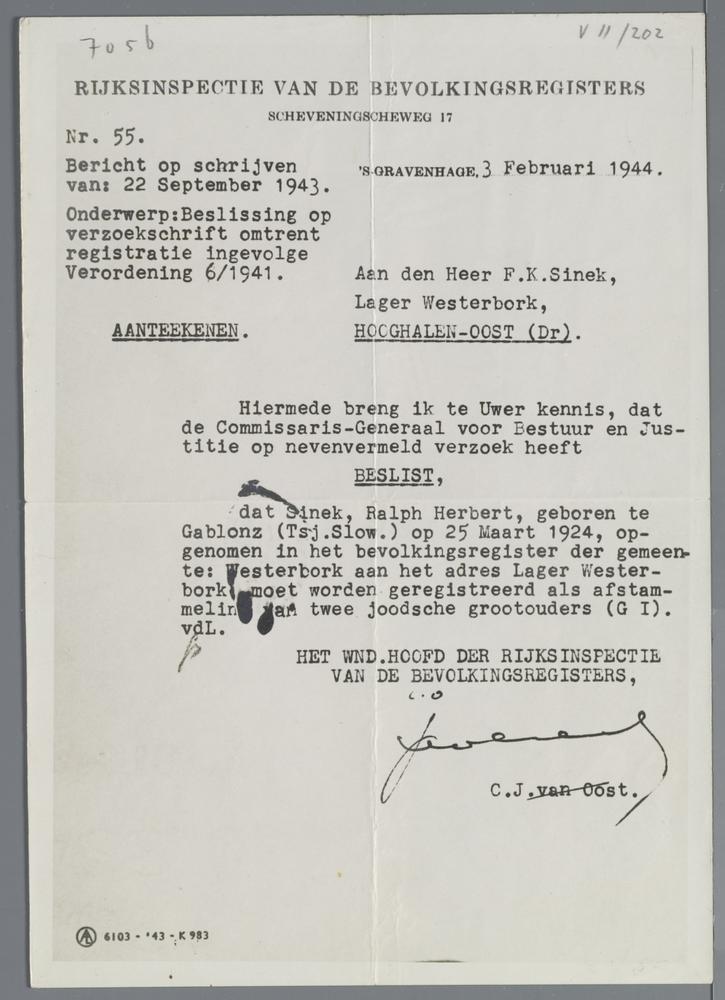 7056
V II/202
RIJKSINSPECTIE VAN DE BEVOLKINGSREGISTERS
SCHEVENINGSCHEWEG 17
Nr. 55.
Bericht op schrijven
van: 22 September 1943.
'S-GRAVENHAGE, 3 Februari 1944.
Onderwerp:Beslissing op
verzoekschrift omtrent
registratie ingevolge
Verordening 6/1941.
Aan den Heer F.K.Sinek,
Lager Westerbork,
AANTEEKENEN.
HOOGHALEN-OOST (Dr).
Hiermede breng ik te Uwer kennis, dat
de Commissaris-Generaal voor Bestuur en Jus-
titie op nevenvermeld verzoek heeft
BESLIST,
dat Sinek, Ralph Herbert, geboren te
Gablonz (Tsj.Slow.) op 25 Maart 1924, op-
genomen in het bevolkingsregister der gemeen-
te: Westerbork aan het adres Lager Wester-
bork, moet worden geregistreerd als afstam-
meling van twee joodsche grootouders (G I).
vdL.
HET WND.HOOFD DER RIJKSINSPECTIE
VAN DE BEVOLKINGSREGISTERS,
C.J.van Oost.
6103 - '43 - K 983